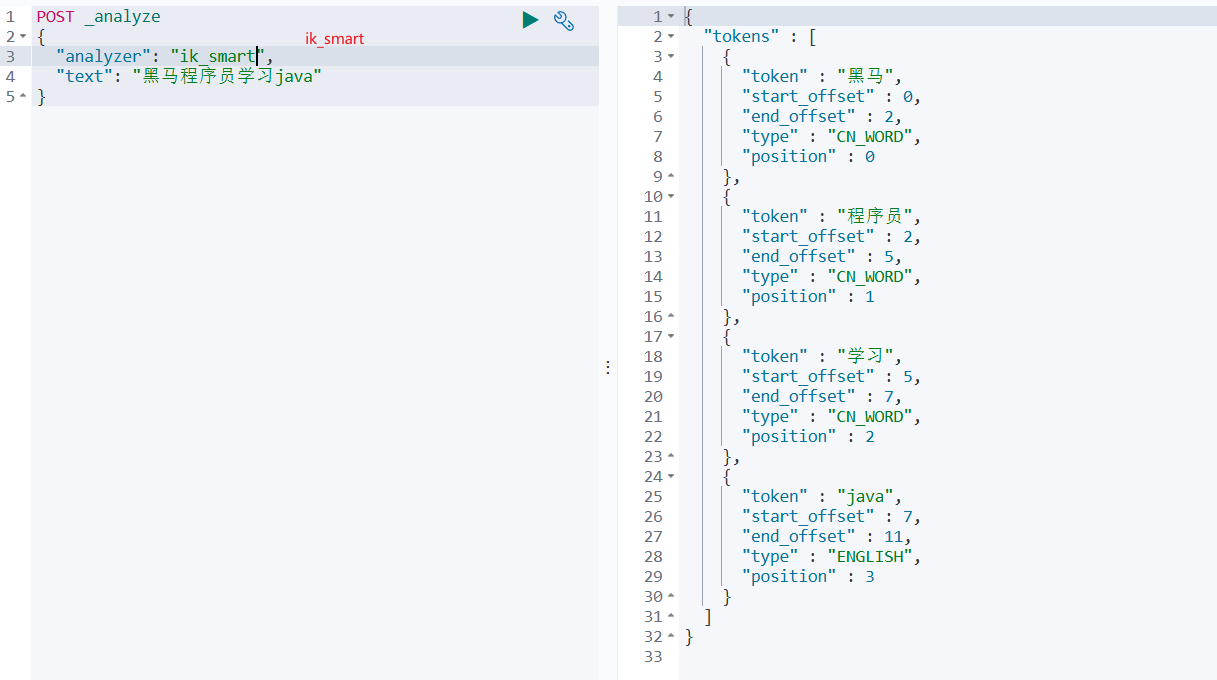 1 POST _analyze
2 {
ik_smart
3 "analyzer": "ik_smart",
4 "text": "黑马程序员学习java"
5 }
1 {
2 "tokens" : [
3 {
4 "token" : "黑马",
5 "start_offset" : 0,
6 "end_offset" : 2,
7 "type" : "CN_WORD",
8 "position" : 0
9 },
10 {
11 "token" : "程序员",
12 "start_offset" : 2,
13 "end_offset" : 5,
14 "type" : "CN_WORD",
15 "position" : 1
16 },
17 {
18 "token" : "学习",
19 "start_offset" : 5,
20 "end_offset" : 7,
21 "type" : "CN_WORD",
22 "position" : 2
23 },
24 {
25 "token" : "java",
26 "start_offset" : 7,
27 "end_offset" : 11,
28 "type" : "ENGLISH",
29 "position" : 3
30 }
31 ]
32 }
33